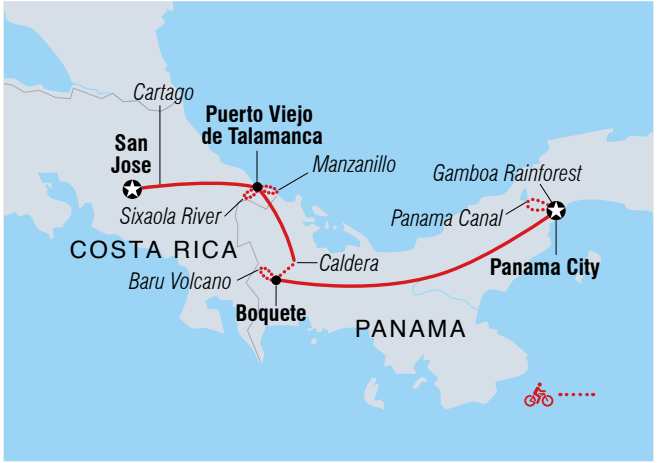 Cartago
Puerto Viejo
de Talamanca
San
Jose
Manzanillo
Gamboa Rainforest
Sixaola River
Panama Canal
COSTA RICA
Caldera
Panama City
Baru Volcano
Boquete
PANAMA